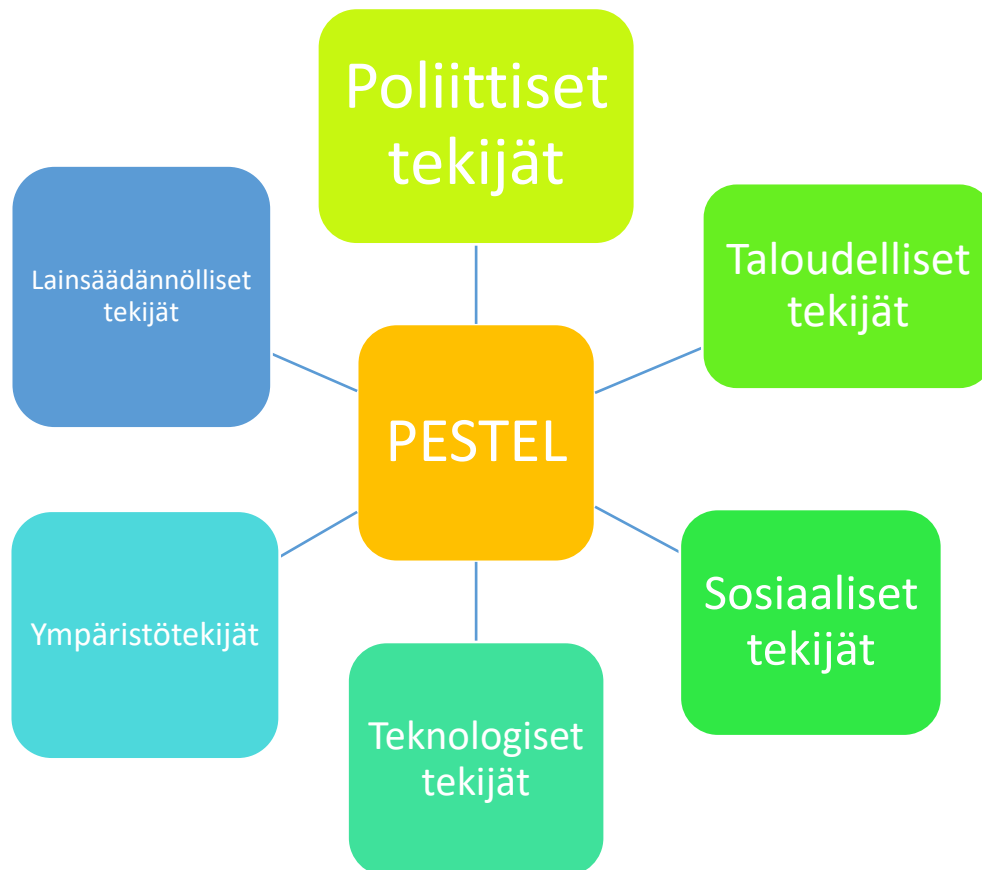 Poliittiset
tekijät
Taloudelliset
tekijät
Sosiaaliset
tekijät
Teknologiset
tekijät
Ympäristötekijät
Lainsäädännölliset
tekijät
PESTEL